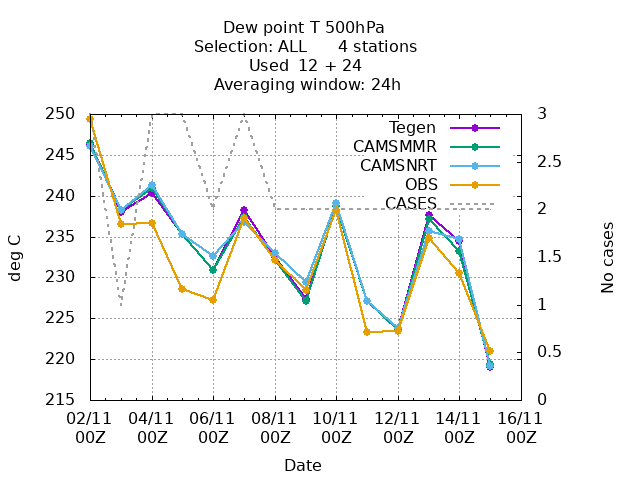 Dew point T 500hPa
Selection: ALL 4 stations
Used 12 + 24
Averaging window: 24h
250
245
240
235
230
225
220
215
deg C
3
2.5
2
1.5
1
0.5
0
No cases
Tegen
CAMSMMR
CAMSNRT
OBS
CASES
02/11 04/11 06/11 08/11 10/11 12/11 14/11 16/11
00Z 00Z 00Z 00Z 00Z 00Z 00Z 00Z
Date